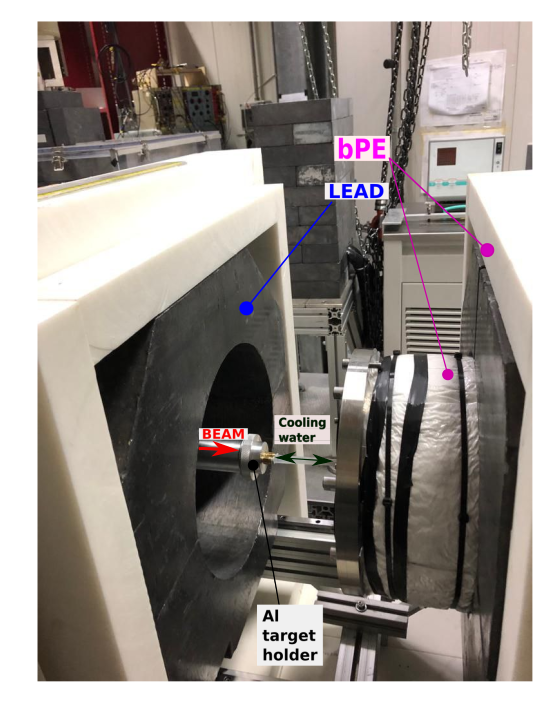 bPE
LEAD
BEAM
Cooling
water
Al
target
holder